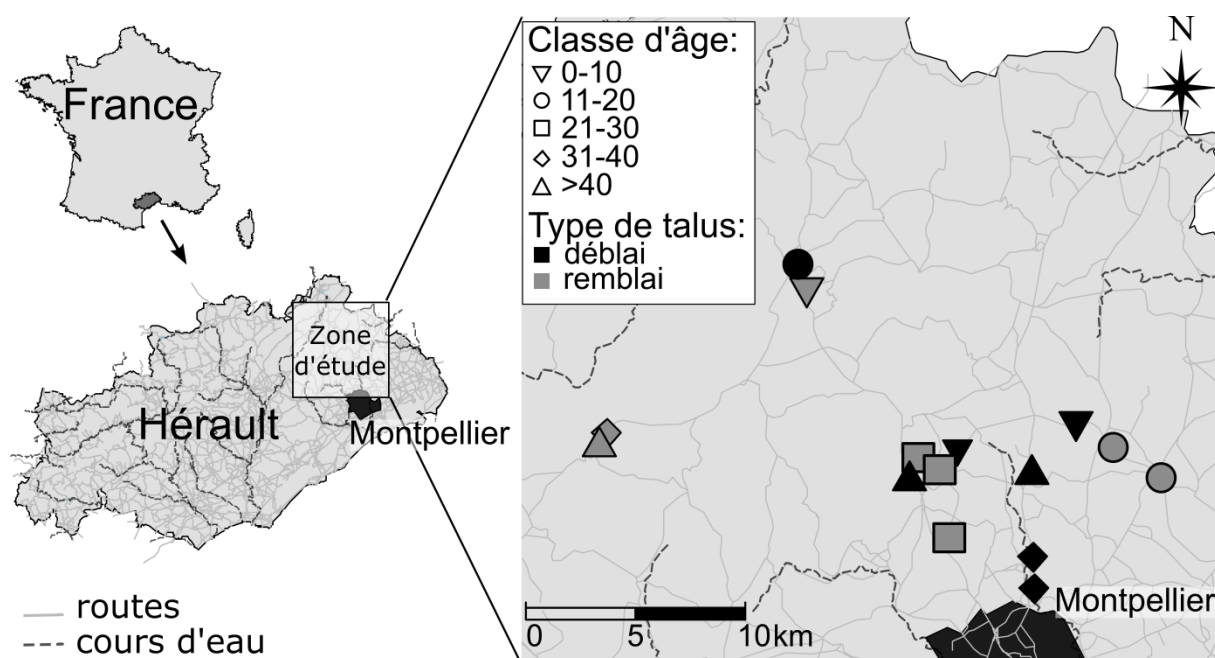 France
Zone
d'étude
Hérault
Montpellier
routes
cours d'eau
Classe d'âge:
0-10
11-20
21-30
31-40
>40
Type de talus:
déblai
remblai
N
Montpellier
0 5 10km